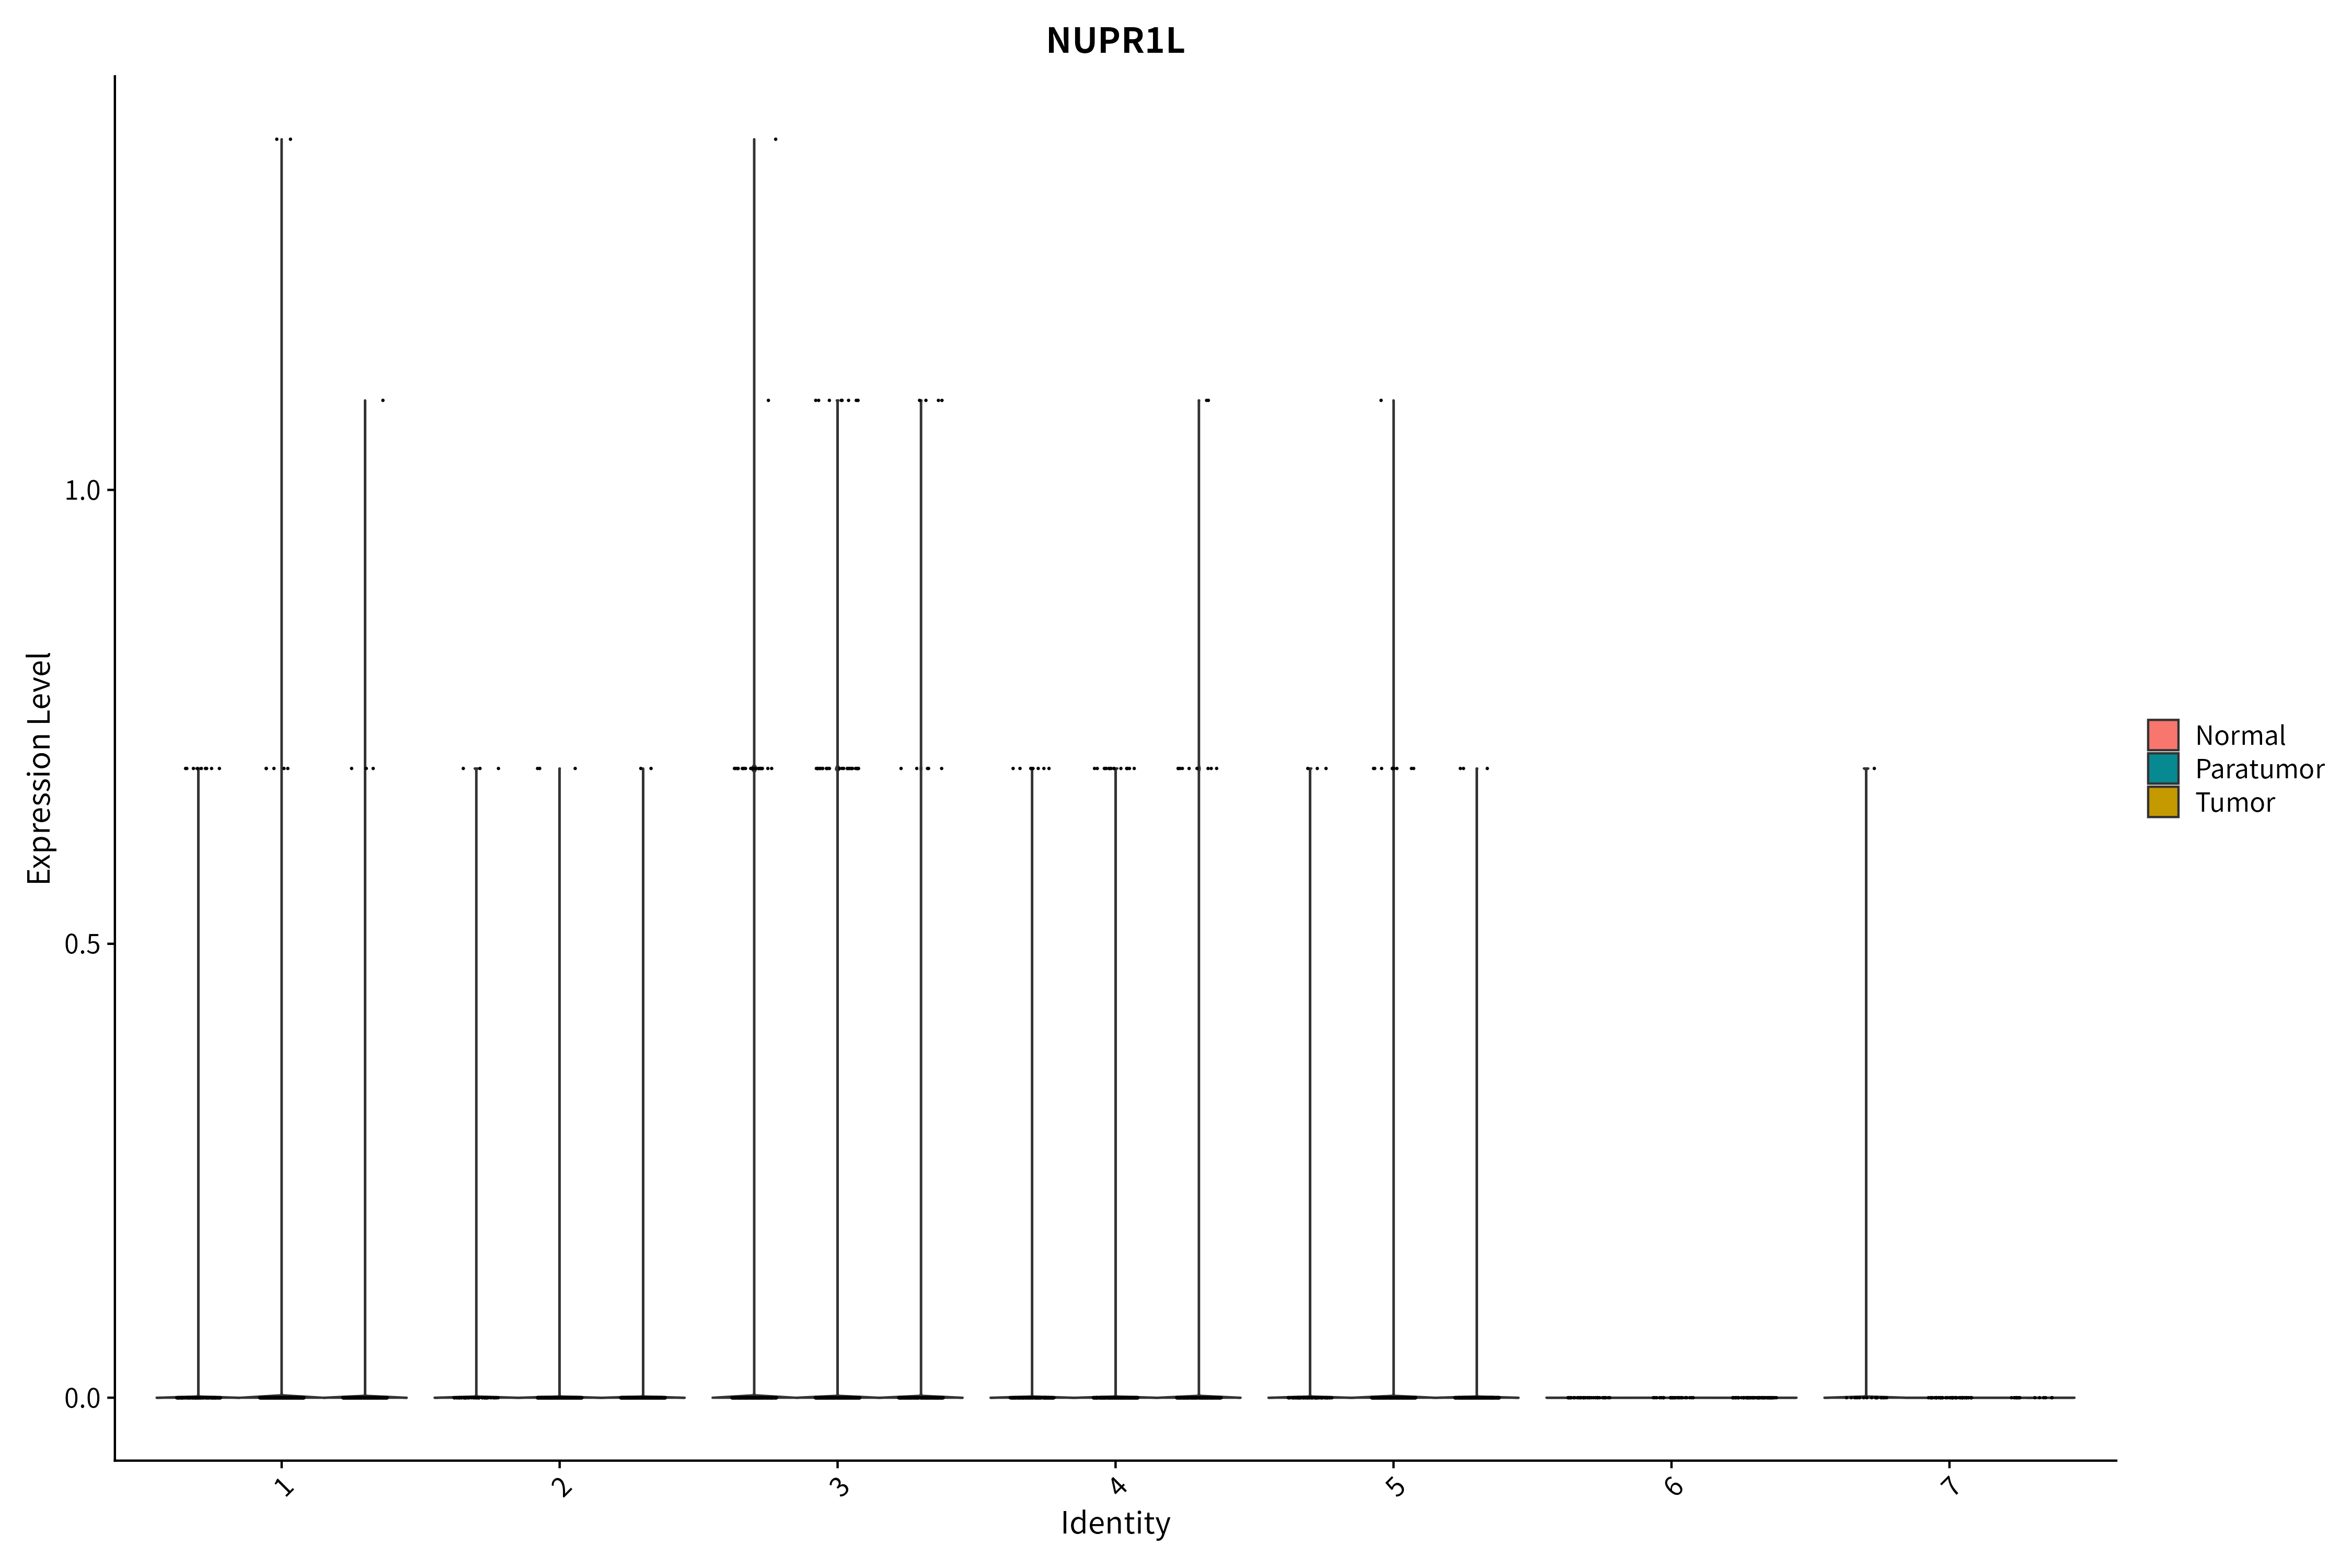 NUPR1L
Expression Level
1.0
0.5
0.0
1
2
3
4
5
6
7
Identity
Normal
Paratumor
Tumor